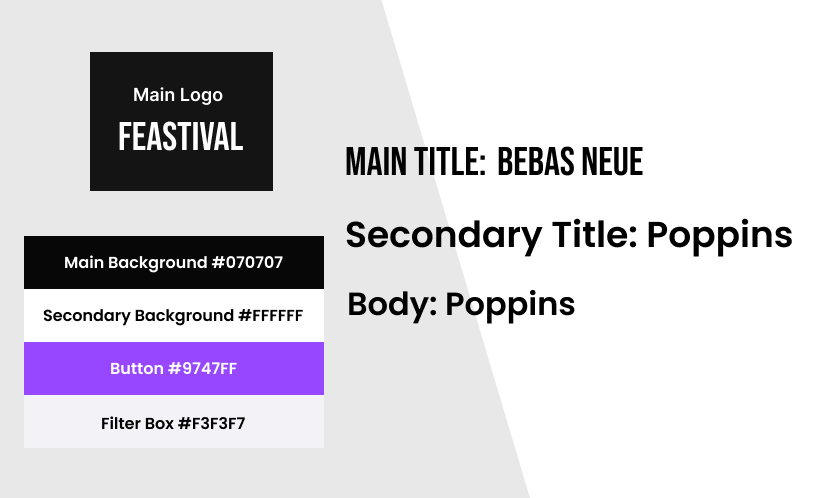 Main Logo
FEASTIVAL
MAIN TITLE: BEBAS NEUE
Secondary Title: Poppins
Body: Poppins
Main Background #070707
Secondary Background #FFFFFF
Button #9747FF
Filter Box #F3F3F7